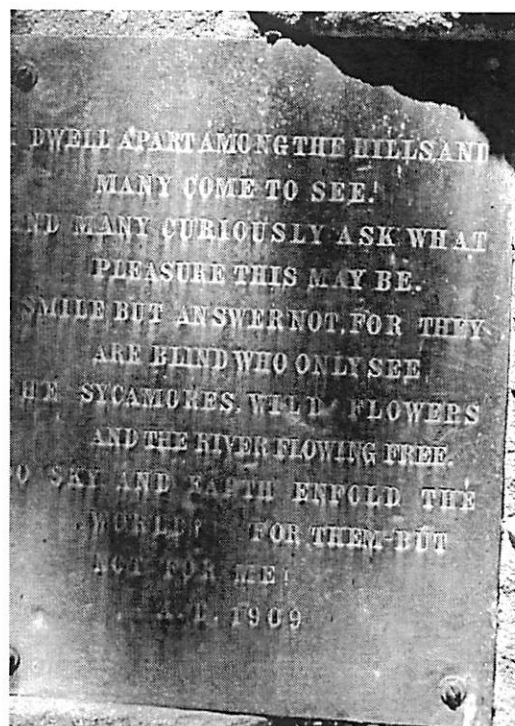 DWELL APART AMONG THE HILLS, AND
MANY COME TO SEE!
ND MANY CURIOUSLY ASK WHAT
PLEASURE THIS MAY BE.
SMILE BUT ANSWER NOT, FOR THEY
ARE BLIND WHO ONLY SEE
HE SYCAMORES, WILD FLOWERS
AND THE RIVER FLOWING FREE.
O SKY AND EARTH ENFOLD THE
WORLD! FOR THEM-BUT
NOT FOR ME!
A.D. 1909